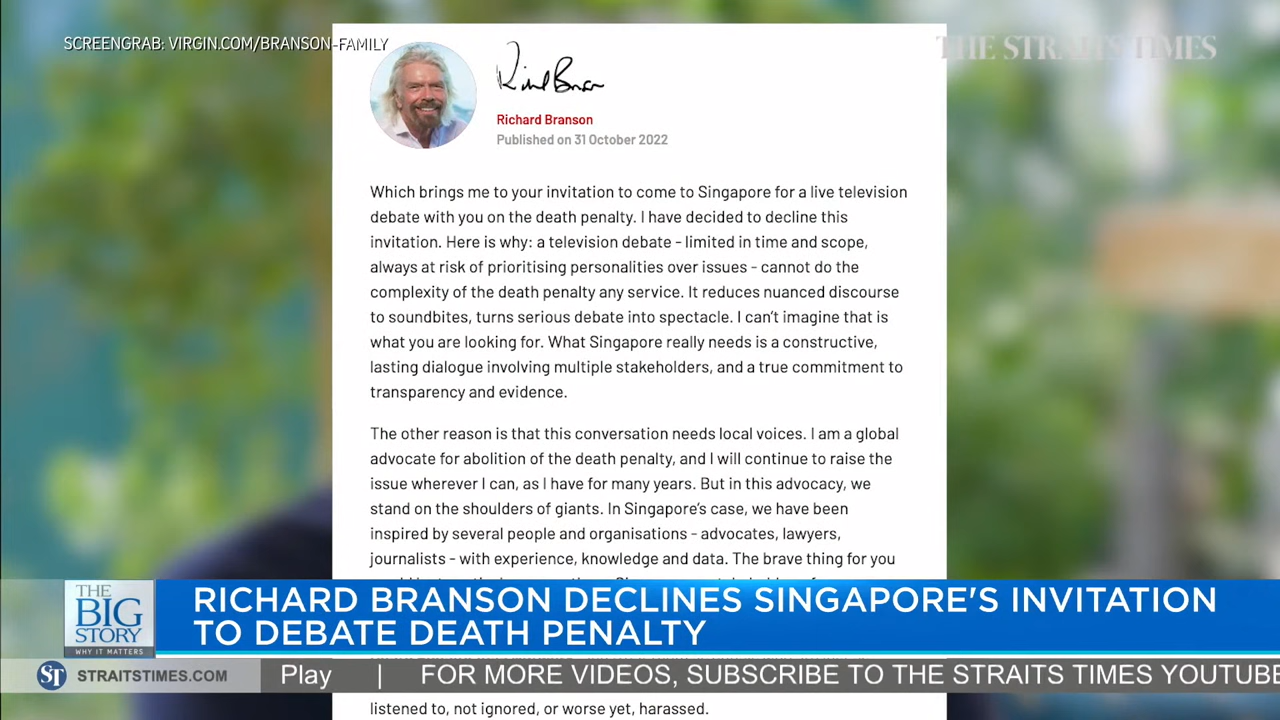 SCREENGRAB: VIRGIN.COM/BRANSON-FAMILY
THE STRAITS TIMES
Richard Branson
Published on 31 October 2022
Which brings me to your invitation to come to Singapore for a live television
debate with you on the death penalty. I have decided to decline this
invitation. Here is why: a television debate - limited in time and scope,
always at risk of prioritising personalities over issues - cannot do the
complexity of the death penalty any service. It reduces nuanced discourse
to soundbites, turns serious debate into spectacle. I can't imagine that is
what you are looking for. What Singapore really needs is a constructive,
lasting dialogue involving multiple stakeholders, and a true commitment to
transparency and evidence.
The other reason is that this conversation needs local voices. I am a global
advocate for abolition of the death penalty, and I will continue to raise the
issue wherever I can, as I have for many years. But in this advocacy, we
stand on the shoulders of giants. In Singapore's case, we have been
inspired by several people and organisations - advocates, lawyers,
journalists - with experience, knowledge and data. The brave thing for you
THE
BIG
STORY
WHY IT MATTERS
RICHARD BRANSON DECLINES SINGAPORE'S INVITATION
TO DEBATE DEATH PENALTY
ST STRAITSTIMES.COM
Play | FOR MORE VIDEOS, SUBSCRIBE TO THE STRAITS TIMES YOUTUBE
listened to, not ignored, or worse yet, harassed.